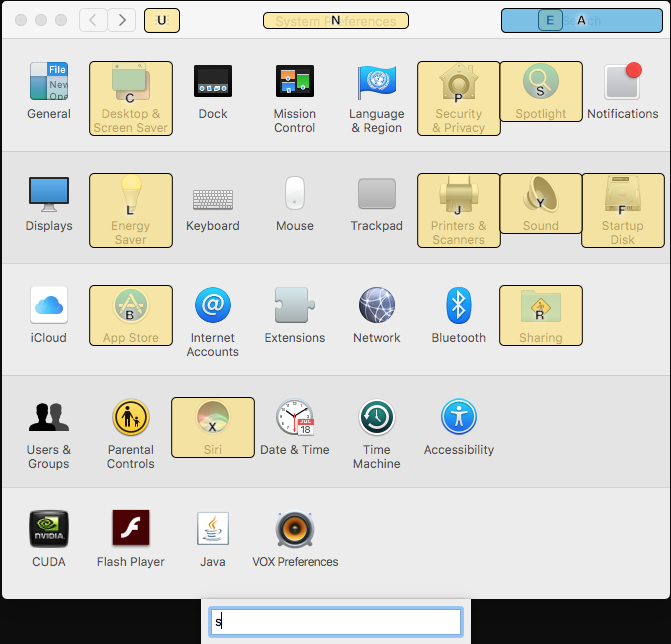 U
System Preferences
N
E
A
Search
File
New
Ope
General
C
Desktop &
Screen Saver
Dock
Mission
Control
Language
& Region
P
Security
& Privacy
S
Spotlight
Notifications
Displays
L
Energy
Saver
Keyboard
Mouse
Trackpad
J
Printers &
Scanners
Y
Sound
F
Startup
Disk
iCloud
B
App Store
@
Internet
Accounts
Extensions
Network
Bluetooth
R
Sharing
Users &
Groups
Parental
Controls
X
Siri
JUL
18
Date & Time
Time
Machine
Accessibility
NVIDIA.
CUDA
Flash Player
Java
VOX Preferences
s